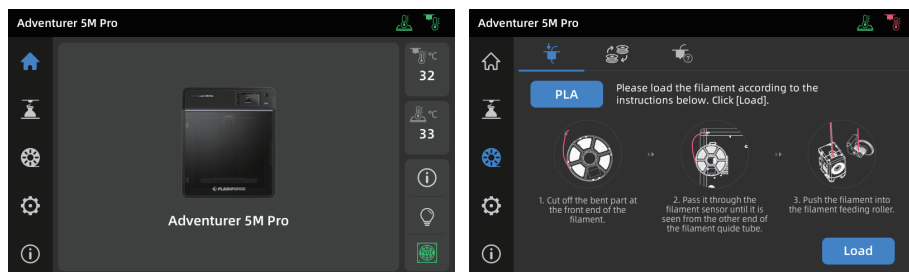 Adventurer 5M Pro
°C
32
°C
33
FLASHFORGE
Adventurer 5M Pro
Adventurer 5M Pro
PLA
Please load the filament according to the
instructions below. Click [Load].
1. Cut off the bent part at
the front end of the
filament.
2. Pass it through the
filament sensor until it is
seen from the other end of
the filament quide tube.
3. Push the filament into
the filament feeding roller.
Load